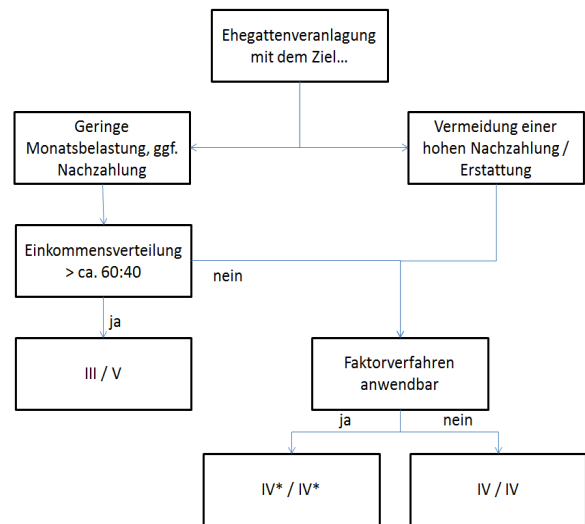 Ehegattenveranlagung
mit dem Ziel…
Geringe
Monatsbelastung, ggf.
Nachzahlung
Vermeidung einer
hohen Nachzahlung /
Erstattung
Einkommensverteilung
> ca. 60:40
nein
ja
III / V
Faktorverfahren
anwendbar
ja
nein
IV* / IV*
IV / IV